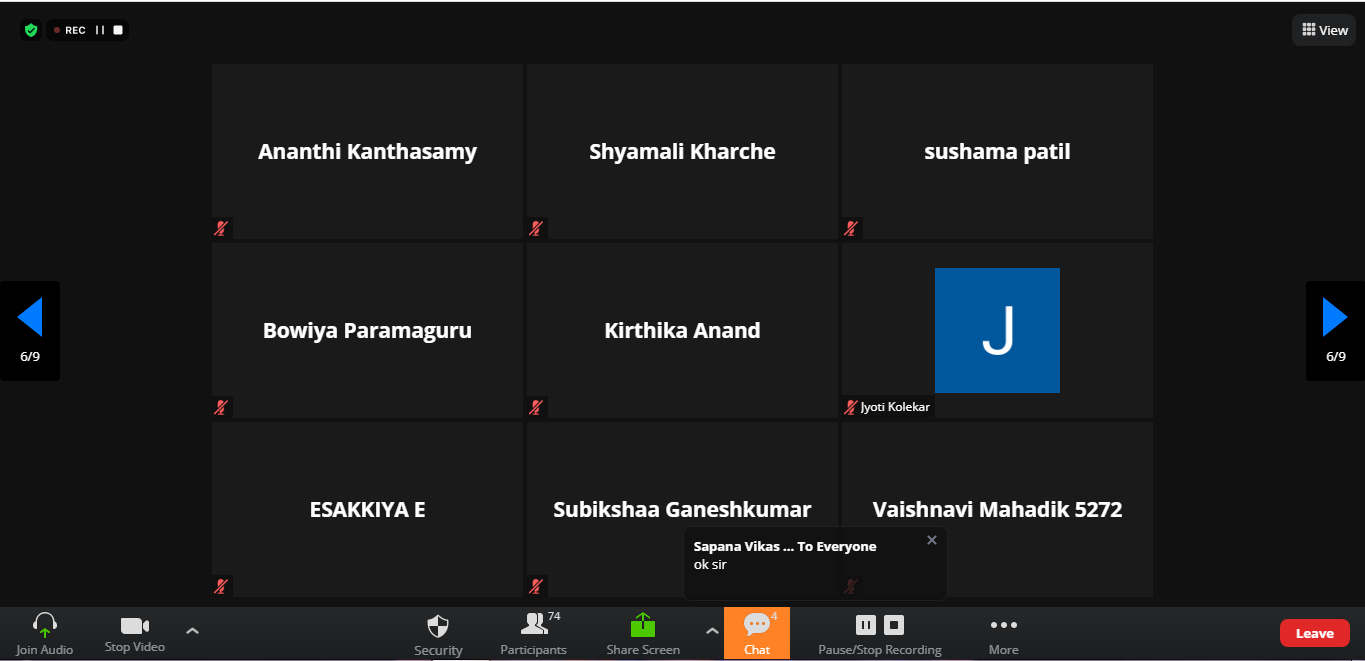 REC
View
Ananthi Kanthasamy
Shyamali Kharche
sushama patil
Bowiya Paramaguru
Kirthika Anand
J
Jyoti Kolekar
6/9
6/9
ESAKKIYA E
Subikshaa Ganeshkumar
Vaishnavi Mahadik 5272
Sapana Vikas ... To Everyone
ok sir
Join Audio
Stop Video
Security
74
Participants
Share Screen
4
Chat
Pause/Stop Recording
More
Leave